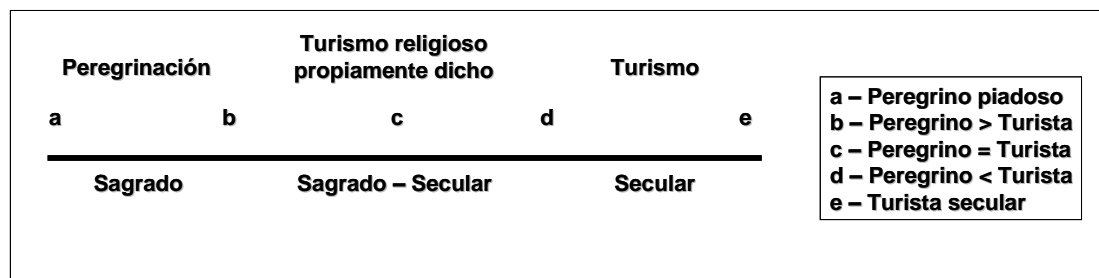 Peregrinación
Turismo religioso
propiamente dicho
Turismo
a b c d e
Sagrado
Sagrado – Secular
Secular
a – Peregrino piadoso
b – Peregrino > Turista
c – Peregrino = Turista
d – Peregrino < Turista
e – Turista secular